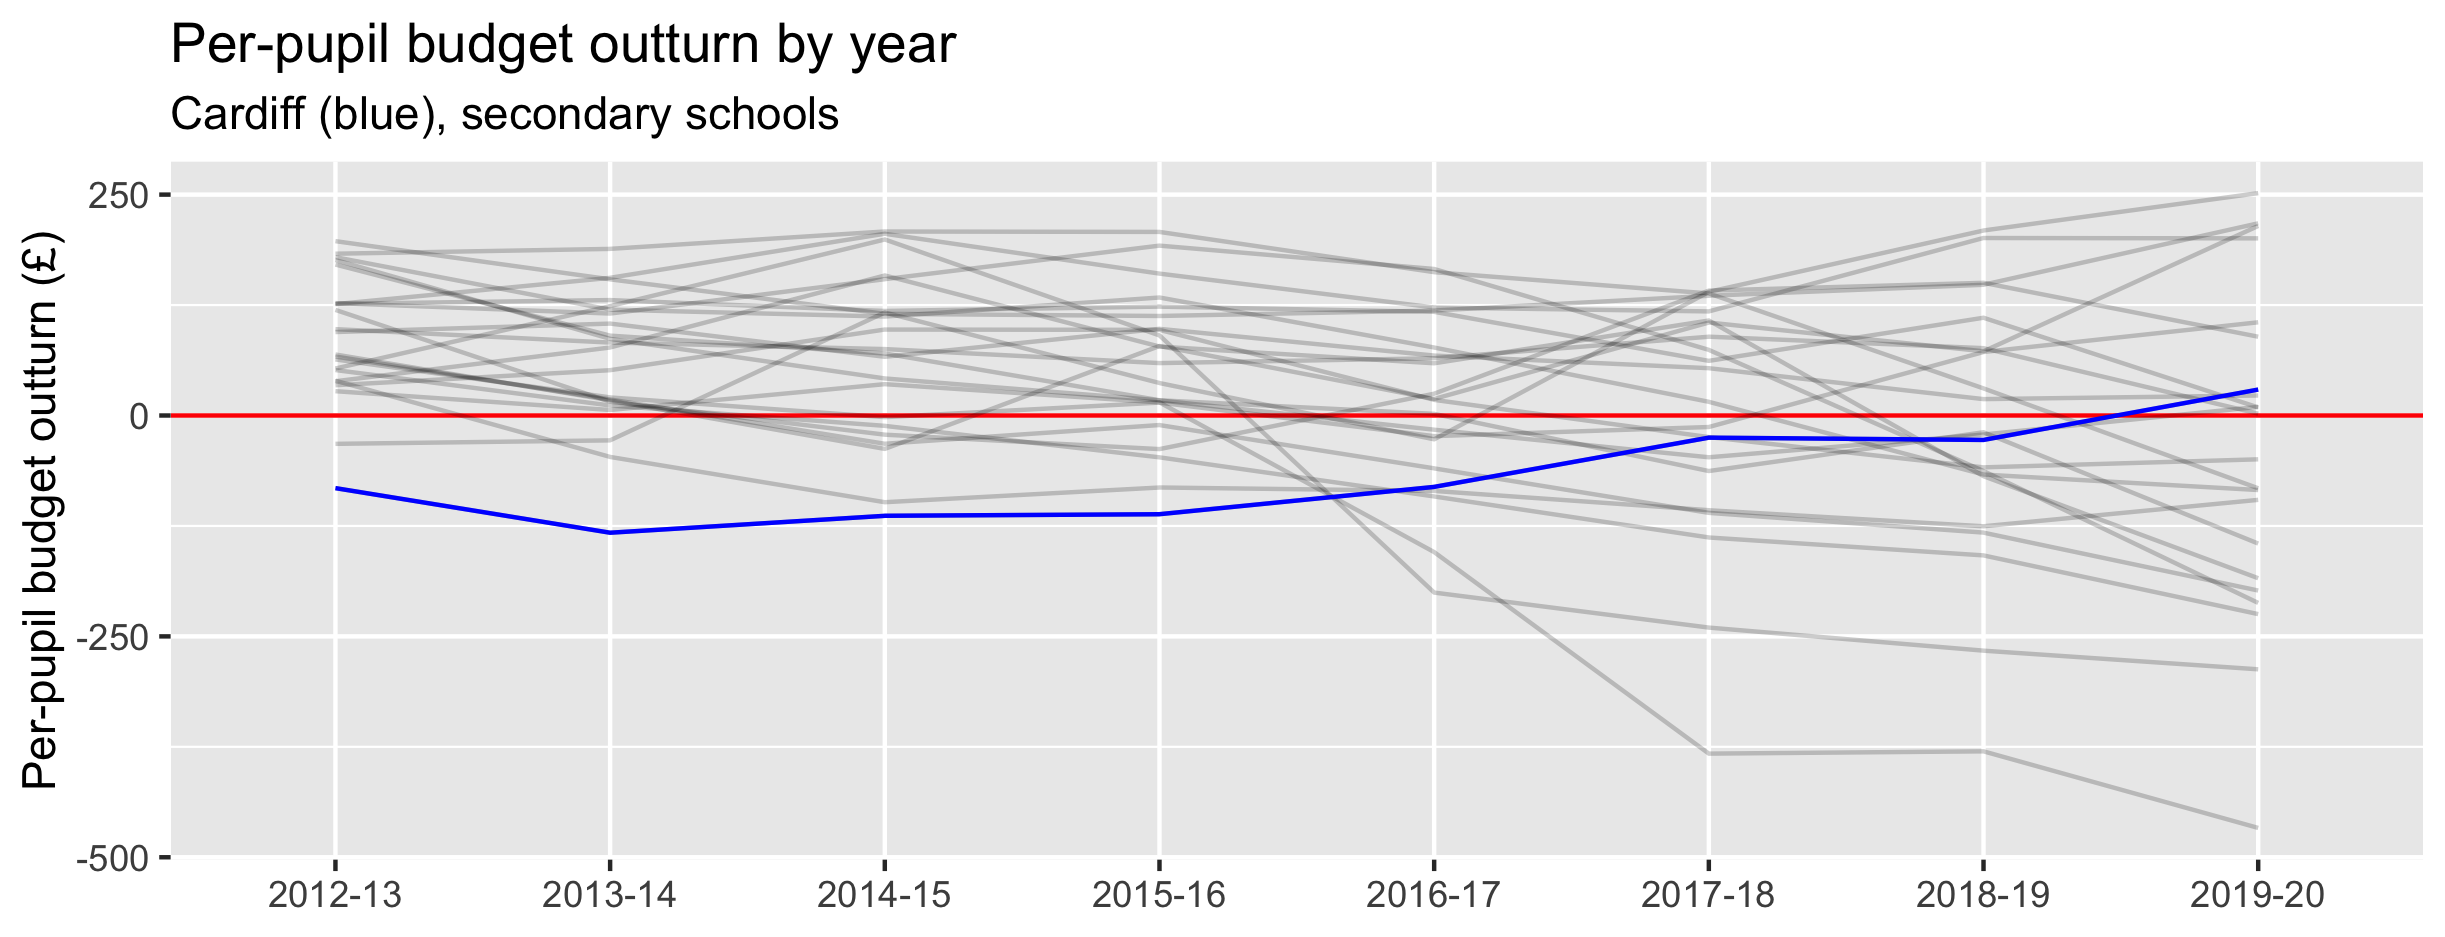 Per-pupil budget outturn by year
Cardiff (blue), secondary schools
Per-pupil budget outturn (£)
250
0
-250
-500
2012-13 2013-14 2014-15 2015-16 2016-17 2017-18 2018-19 2019-20